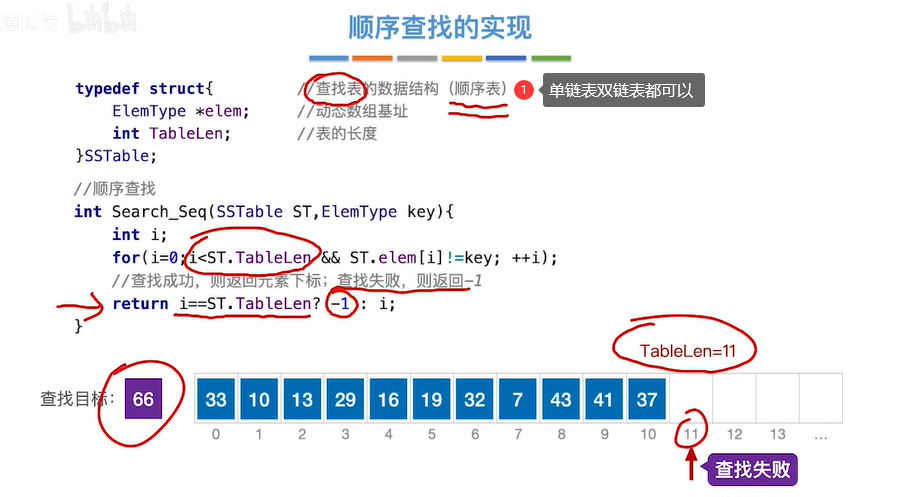 顺序查找的实现
typedef struct{ //查找表的数据结构（顺序表） 1 单链表双链表都可以
ElemType *elem; //动态数组基址
int TableLen; //表的长度
}SSTable;
//顺序查找
int Search_Seq(SSTable ST,ElemType key){
int i;
for(i=0;i<ST.TableLen && ST.elem[i]!=key; ++i);
//查找成功，则返回元素下标；查找失败，则返回-1
return i==ST.TableLen? -1 : i;
}
TableLen=11
查找目标： 66 33 10 13 29 16 19 32 7 43 41 37
0 1 2 3 4 5 6 7 8 9 10 11 12 13 ...
查找失败